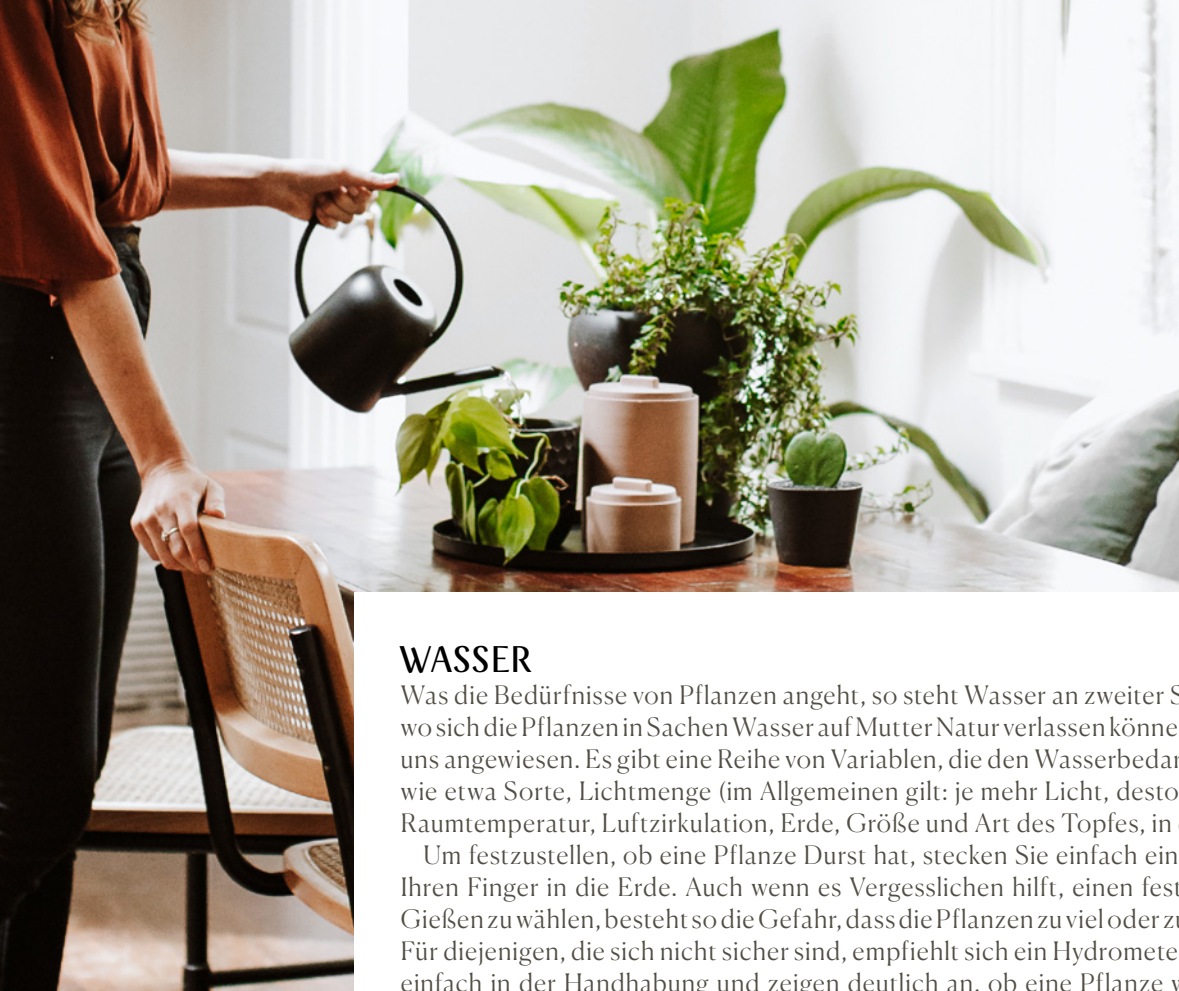 WASSER
Was die Bedürfnisse von Pflanzen angeht, so steht Wasser an zweiter
wo sich die Pflanzen in Sachen Wasser auf Mutter Natur verlassen
uns angewiesen. Es gibt eine Reihe von Variablen, die den
wie etwa Sorte, Lichtmenge (im Allgemeinen gilt: je mehr Licht, desto
Raumtemperatur, Luftzirkulation, Erde, Größe und Art des Topfes, in
Um festzustellen, ob eine Pflanze Durst hat, stecken Sie einfach
Ihren Finger in die Erde. Auch wenn es Vergesslichen hilft, einen
Gießen zu wählen, besteht so die Gefahr, dass die Pflanzen zu viel oder
Für diejenigen, die sich nicht sicher sind, empfiehlt sich ein
einfach in der Handhabung und zeigen deutlich an, ob eine Pflanze